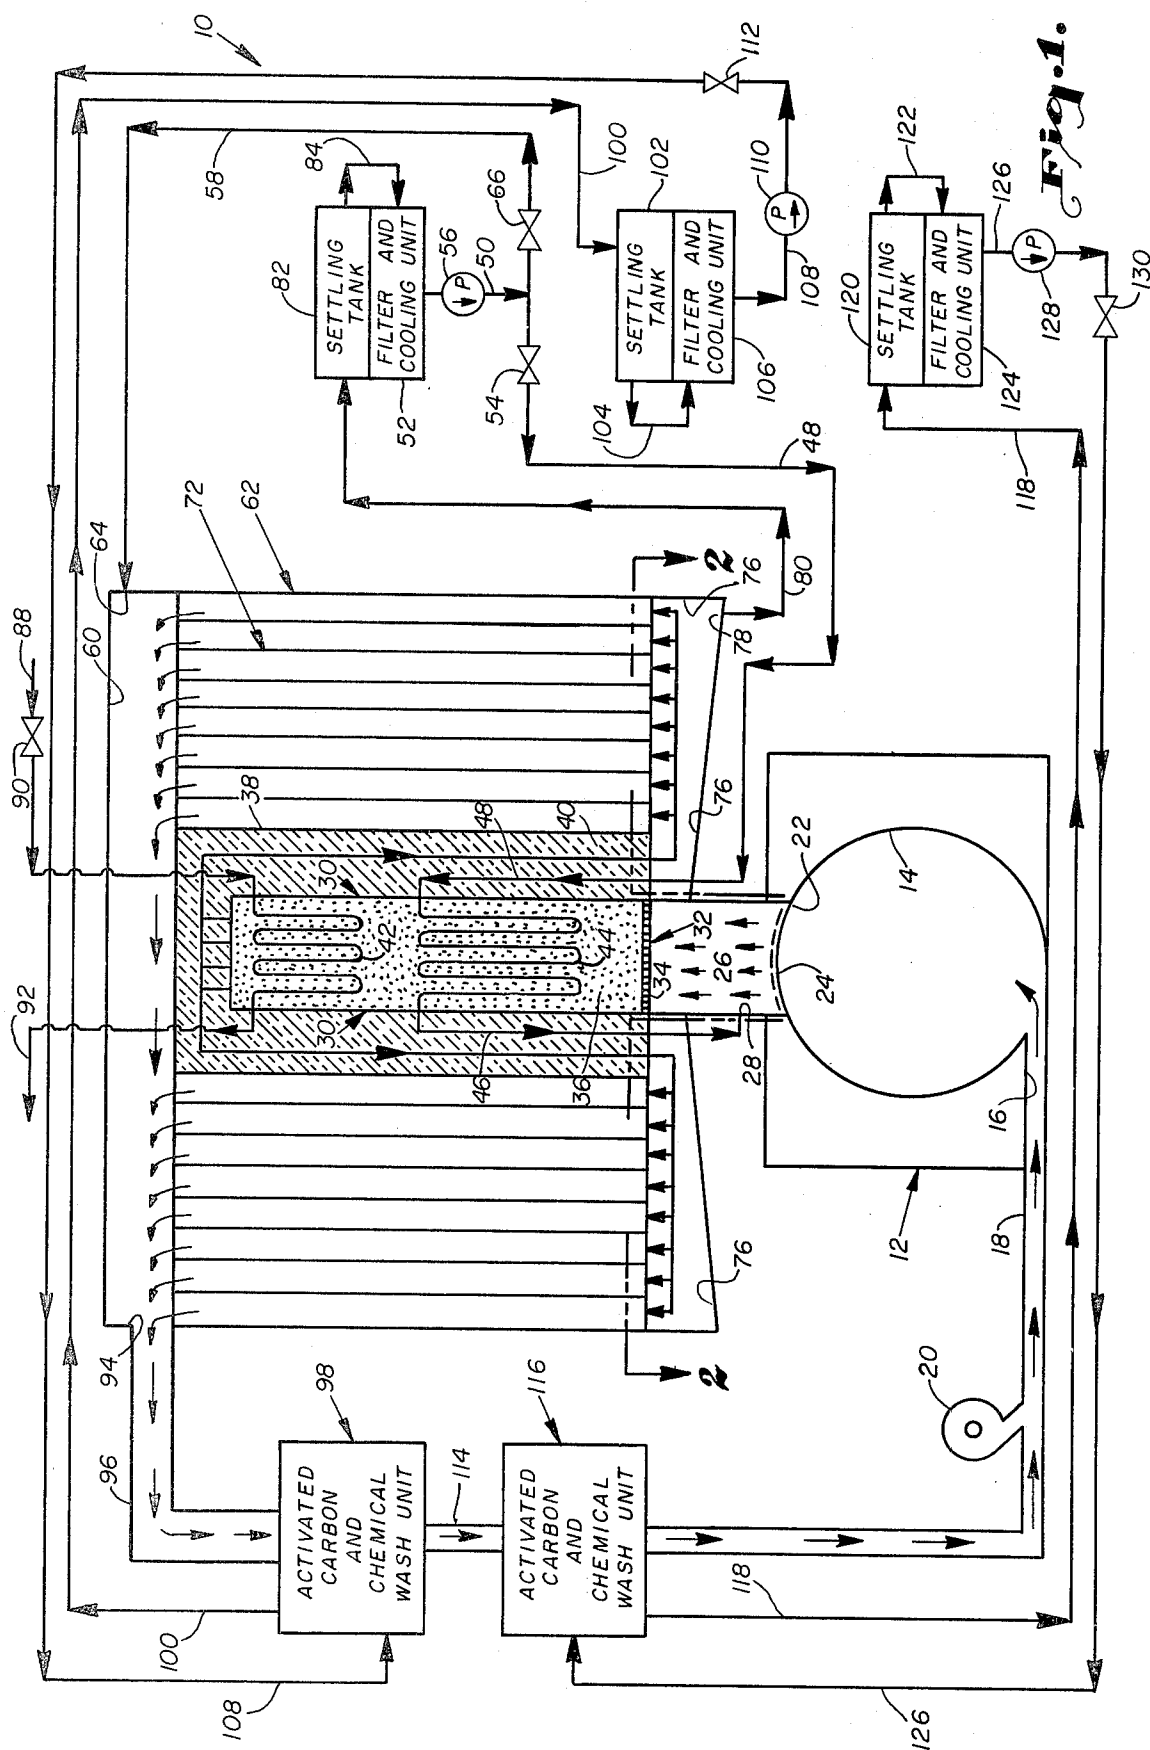 10
112
58
84
66
100
102
110
122
82
SETTLING
TANK
FILTER AND
COOLING UNIT
56
P
50
SETTLING
TANK
FILTER AND
COOLING UNIT
P
108
120
SETTLING
TANK
FILTER AND
COOLING UNIT
126
P
128
130
Fig. 1.
52
54
104
106
124
48
118
64
72
62
60
88
90
2
76
80
78
38
48
40
76
30
42
44
32
34
26
24
22
14
92
30
46
36
28
16
12
18
94
76
2
20
96
98
ACTIVATED
CARBON
AND
CHEMICAL
WASH UNIT
114
116
ACTIVATED
CARBON
AND
CHEMICAL
WASH UNIT
118
100
108
126